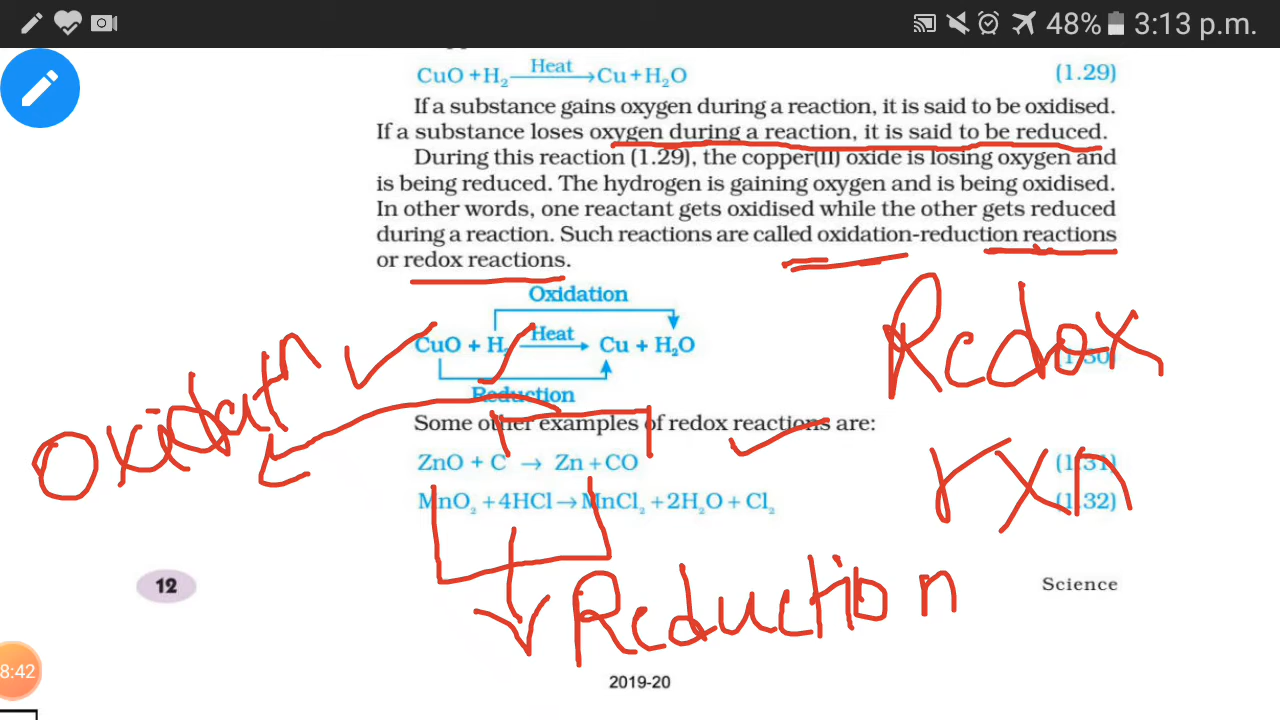 48% 3:13 p.m.
CuO + H₂ Heat → Cu + H₂O (1.29)
If a substance gains oxygen during a reaction, it is said to be oxidised.
If a substance loses oxygen during a reaction, it is said to be reduced.
During this reaction (1.29), the copper(II) oxide is losing oxygen and
is being reduced. The hydrogen is gaining oxygen and is being oxidised.
In other words, one reactant gets oxidised while the other gets reduced
during a reaction. Such reactions are called oxidation-reduction reactions
or redox reactions.
Oxidation
Redox
CuO + H₂ Heat → Cu + H₂O
Reduction
Oxidatn
Some other examples of redox reactions are:
ZnO + C → Zn + CO (1.31)
rxn
MnO₂ + 4HCl → MnCl₂ + 2H₂O + Cl₂ (1.32)
12 Science
Reduction
8:42
2019-20